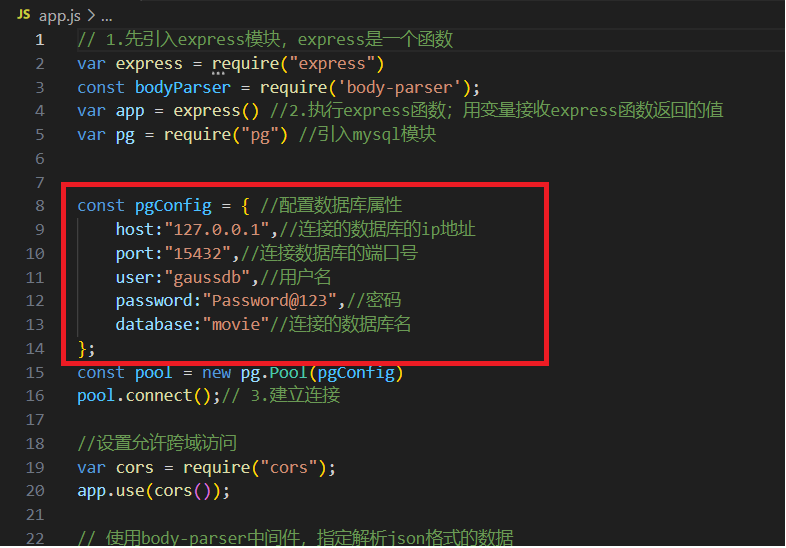 JS app.js > ...
1 // 1.先引入express模块，express是一个函数
2 var express = require("express")
3 const bodyParser = require('body-parser');
4 var app = express() //2.执行express函数；用变量接收express函数返回的值
5 var pg = require("pg") //引入mysql模块
6
7
8 const pgConfig = { //配置数据库属性
9     host:"127.0.0.1",//连接的数据库的ip地址
10     port:"15432",//连接数据库的端口号
11     user:"gaussdb",//用户名
12     password:"Password@123",//密码
13     database:"movie"//连接的数据库名
14 };
15 const pool = new pg.Pool(pgConfig)
16 pool.connect();// 3.建立连接
17
18 //设置允许跨域访问
19 var cors = require("cors");
20 app.use(cors());
21
22 // 使用body-parser中间件，指定解析json格式的数据